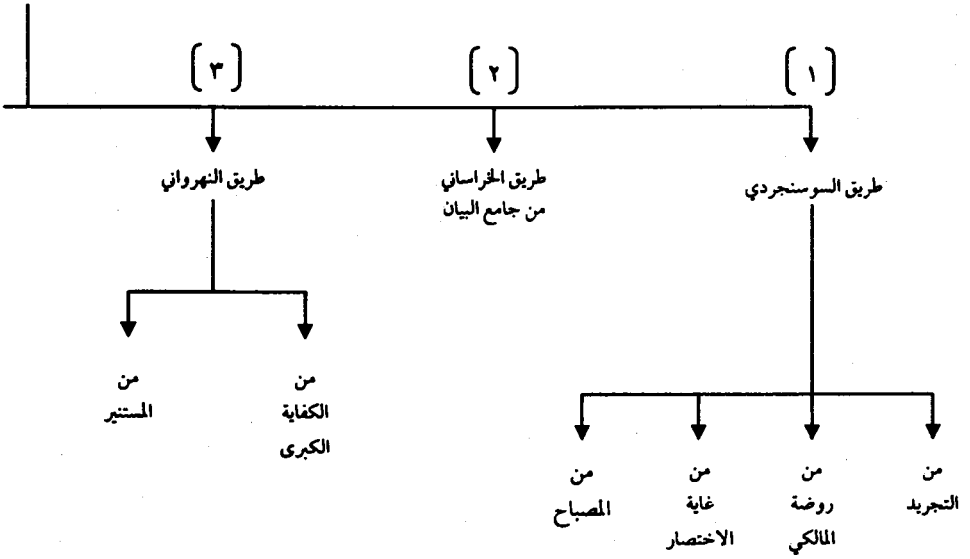 [ ١ ]
[ ٢ ]
[ ٣ ]
طريق السوسنجردي
طريق الخراساني
من جامع البيان
طريق النهرواني
من
التجريد
من
روضة
المالكي
من
غاية
الاختصار
من
المصباح
من
الكفاية
الكبرى
من
المستنير